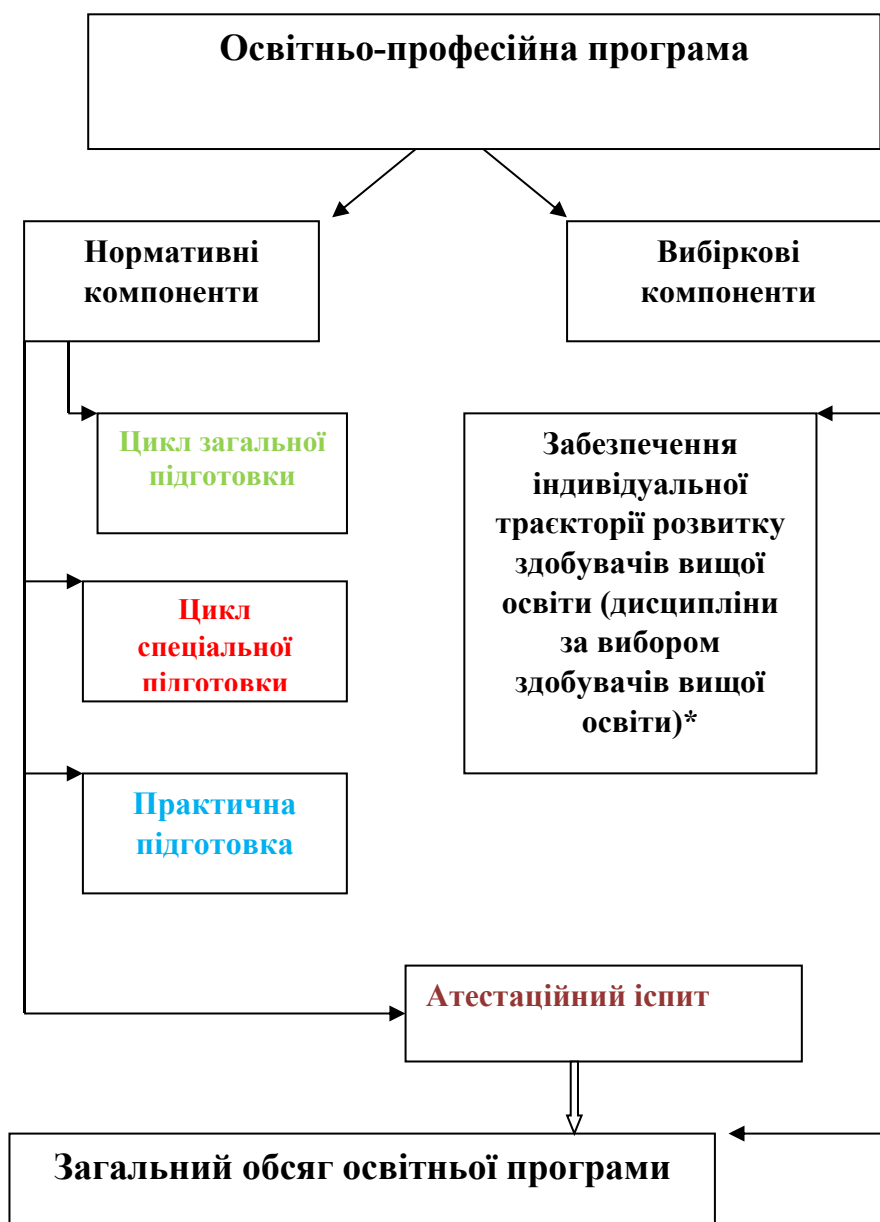 Освітньо-професійна програма
Нормативні
компоненти
Вибіркові
компоненти
Цикл загальної
підготовки
Забезпечення
індивідуальної
траєкторії розвитку
здобувачів вищої
освіти (дисципліни
за вибором
здобувачів вищої
освіти)*
Цикл
спеціальної
підготовки
Практична
підготовка
Атестаційний іспит
Загальний обсяг освітньої програми